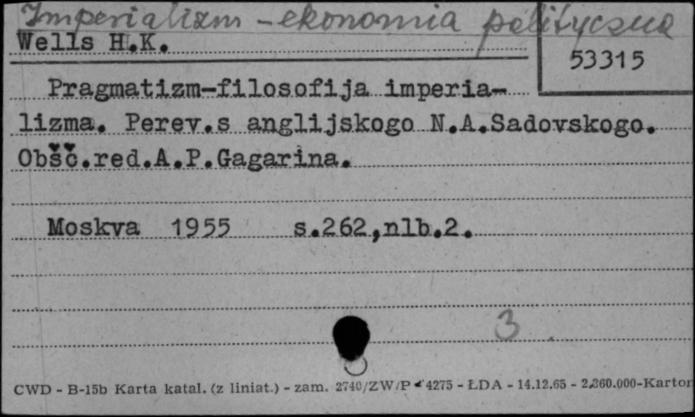 Imperializm - ekonomia polityczna
Wells H.K.
53315
Pragmatizm-filosofija imperia-
lizma. Perev.s anglijskogo N.A.Sadovskogo.
Obšč.red.A.P.Gagarina.
Moskva 1955 s.262,nlb.2.
3
CWD - B-15b Karta katal. (z liniat.) - zam. 2740/ZW/P - 4275 - ŁDA - 14.12.65 - 2.360.000-Karton